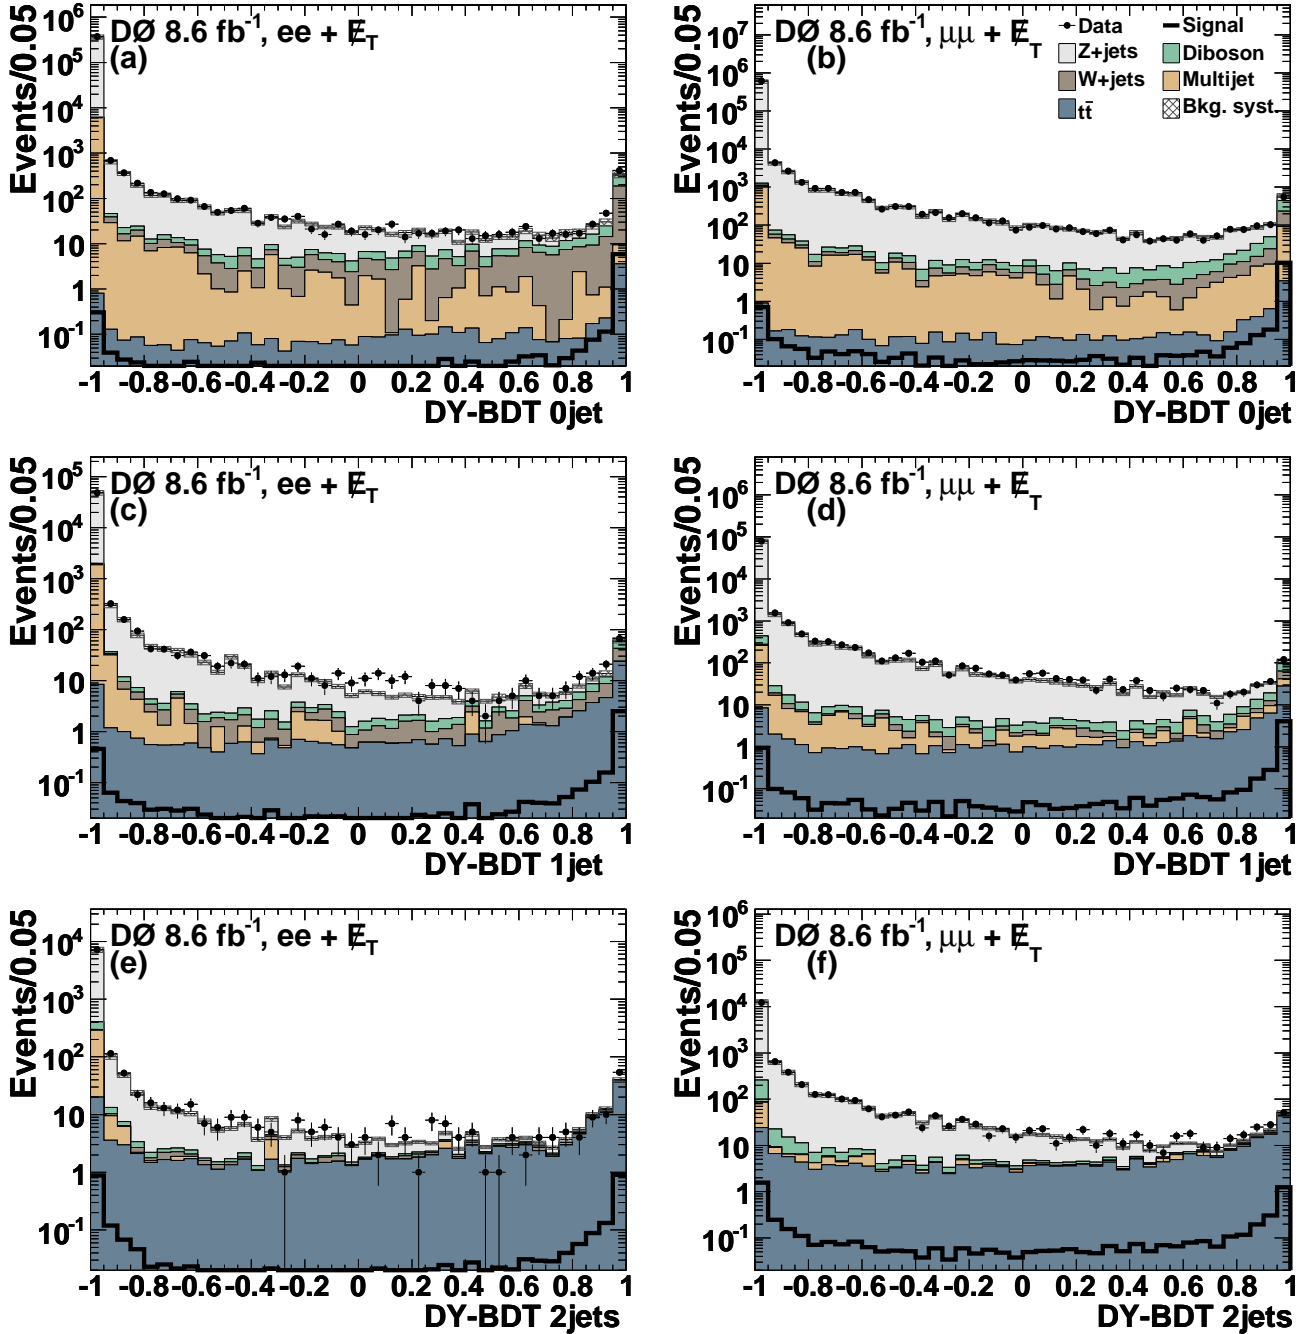 DØ 8.6 fb⁻¹, ee + E̸_T
(a)
Events/0.05
10⁶
10⁵
10⁴
10³
10²
10
1
10⁻¹
-1 -0.8 -0.6 -0.4 -0.2 0 0.2 0.4 0.6 0.8 1
DY-BDT 0jet
DØ 8.6 fb⁻¹, μμ + E̸_T
(b)
Data
Signal
Z+jets
Diboson
W+jets
Multijet
tt̄
Bkg. syst.
Events/0.05
10⁷
10⁶
10⁵
10⁴
10³
10²
10
1
10⁻¹
-1 -0.8 -0.6 -0.4 -0.2 0 0.2 0.4 0.6 0.8 1
DY-BDT 0jet
DØ 8.6 fb⁻¹, ee + E̸_T
(c)
Events/0.05
10⁵
10⁴
10³
10²
10
1
10⁻¹
-1 -0.8 -0.6 -0.4 -0.2 0 0.2 0.4 0.6 0.8 1
DY-BDT 1jet
DØ 8.6 fb⁻¹, μμ + E̸_T
(d)
Events/0.05
10⁶
10⁵
10⁴
10³
10²
10
1
10⁻¹
-1 -0.8 -0.6 -0.4 -0.2 0 0.2 0.4 0.6 0.8 1
DY-BDT 1jet
DØ 8.6 fb⁻¹, ee + E̸_T
(e)
Events/0.05
10⁴
10³
10²
10
1
10⁻¹
-1 -0.8 -0.6 -0.4 -0.2 0 0.2 0.4 0.6 0.8 1
DY-BDT 2jets
DØ 8.6 fb⁻¹, μμ + E̸_T
(f)
Events/0.05
10⁶
10⁵
10⁴
10³
10²
10
1
10⁻¹
-1 -0.8 -0.6 -0.4 -0.2 0 0.2 0.4 0.6 0.8 1
DY-BDT 2jets